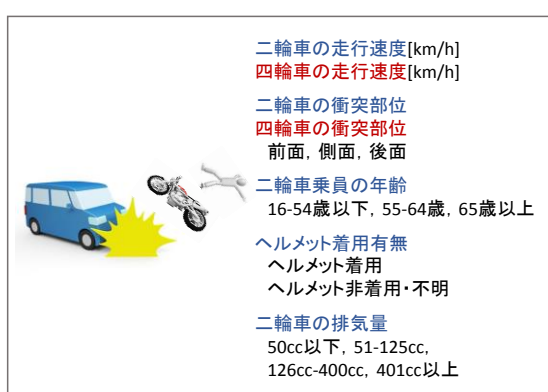 二輪車の走行速度[km/h]
四輪車の走行速度[km/h]
二輪車の衝突部位
四輪車の衝突部位
前面, 側面, 後面
二輪車乗員の年齢
16-54歳以下, 55-64歳, 65歳以上
ヘルメット着用有無
ヘルメット着用
ヘルメット非着用・不明
二輪車の排気量
50cc以下, 51-125cc,
126cc-400cc, 401cc以上